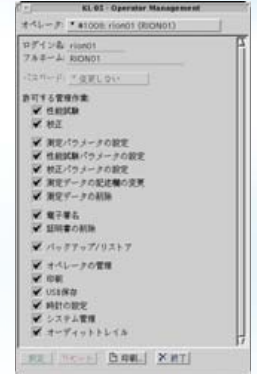 KL-02 - Operator Management
オペレータ: * #1008: rion01 (RION01)
ログイン名: rion01
フルネーム: RION01
パスワード: * 変更しない
許可する管理作業:
性能試験
校正
測定パラメータの設定
性能試験パラメータの設定
校正パラメータの設定
測定データの記述欄の変更
測定データの削除
電子署名
証明書の削除
バックアップ/リストア
オペレータの管理
印刷
USB保存
時計の設定
システム管理
オーディットトレイル
印刷..
終了